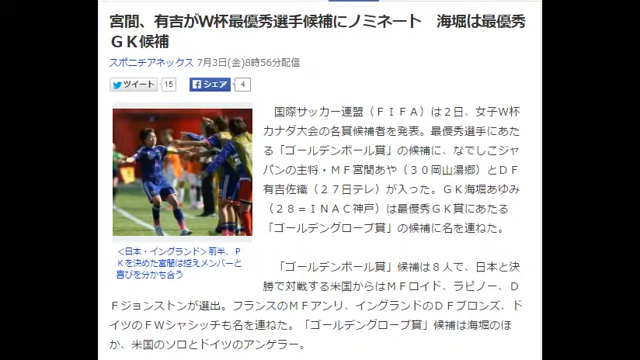 宮間、有吉がW杯最優秀選手候補にノミネート　海堀は最優秀
ＧＫ候補
スポニチアネックス 7月3日(金)8時56分配信
ツイート 15 シェア 4
国際サッカー連盟（ＦＩＦＡ）は２日、女子Ｗ杯
カナダ大会の各賞候補者を発表。最優秀選手にあた
る「ゴールデンボール賞」の候補に、なでしこジャ
パンの主将・ＭＦ宮間あや（３０岡山湯郷）とＤＦ
有吉佐織（２７日テレ）が入った。ＧＫ海堀あゆみ
（２８＝ＩＮＡＣ神戸）は最優秀ＧＫ賞にあたる
「ゴールデングローブ賞」の候補に名を連ねた。
＜日本・イングランド＞前半、Ｐ
Ｋを決めた宮間は控えメンバーと
喜びを分かち合う
「ゴールデンボール賞」候補は８人で、日本と決
勝で対戦する米国からはＭＦロイド、ラピノー、Ｄ
Ｆジョンストンが選出。フランスのＭＦアンリ、イングランドのＤＦブロンズ、ド
イツのＦＷシャシッチも名を連ねた。「ゴールデングローブ賞」候補は海堀のほ
か、米国のソロとドイツのアンゲラー。